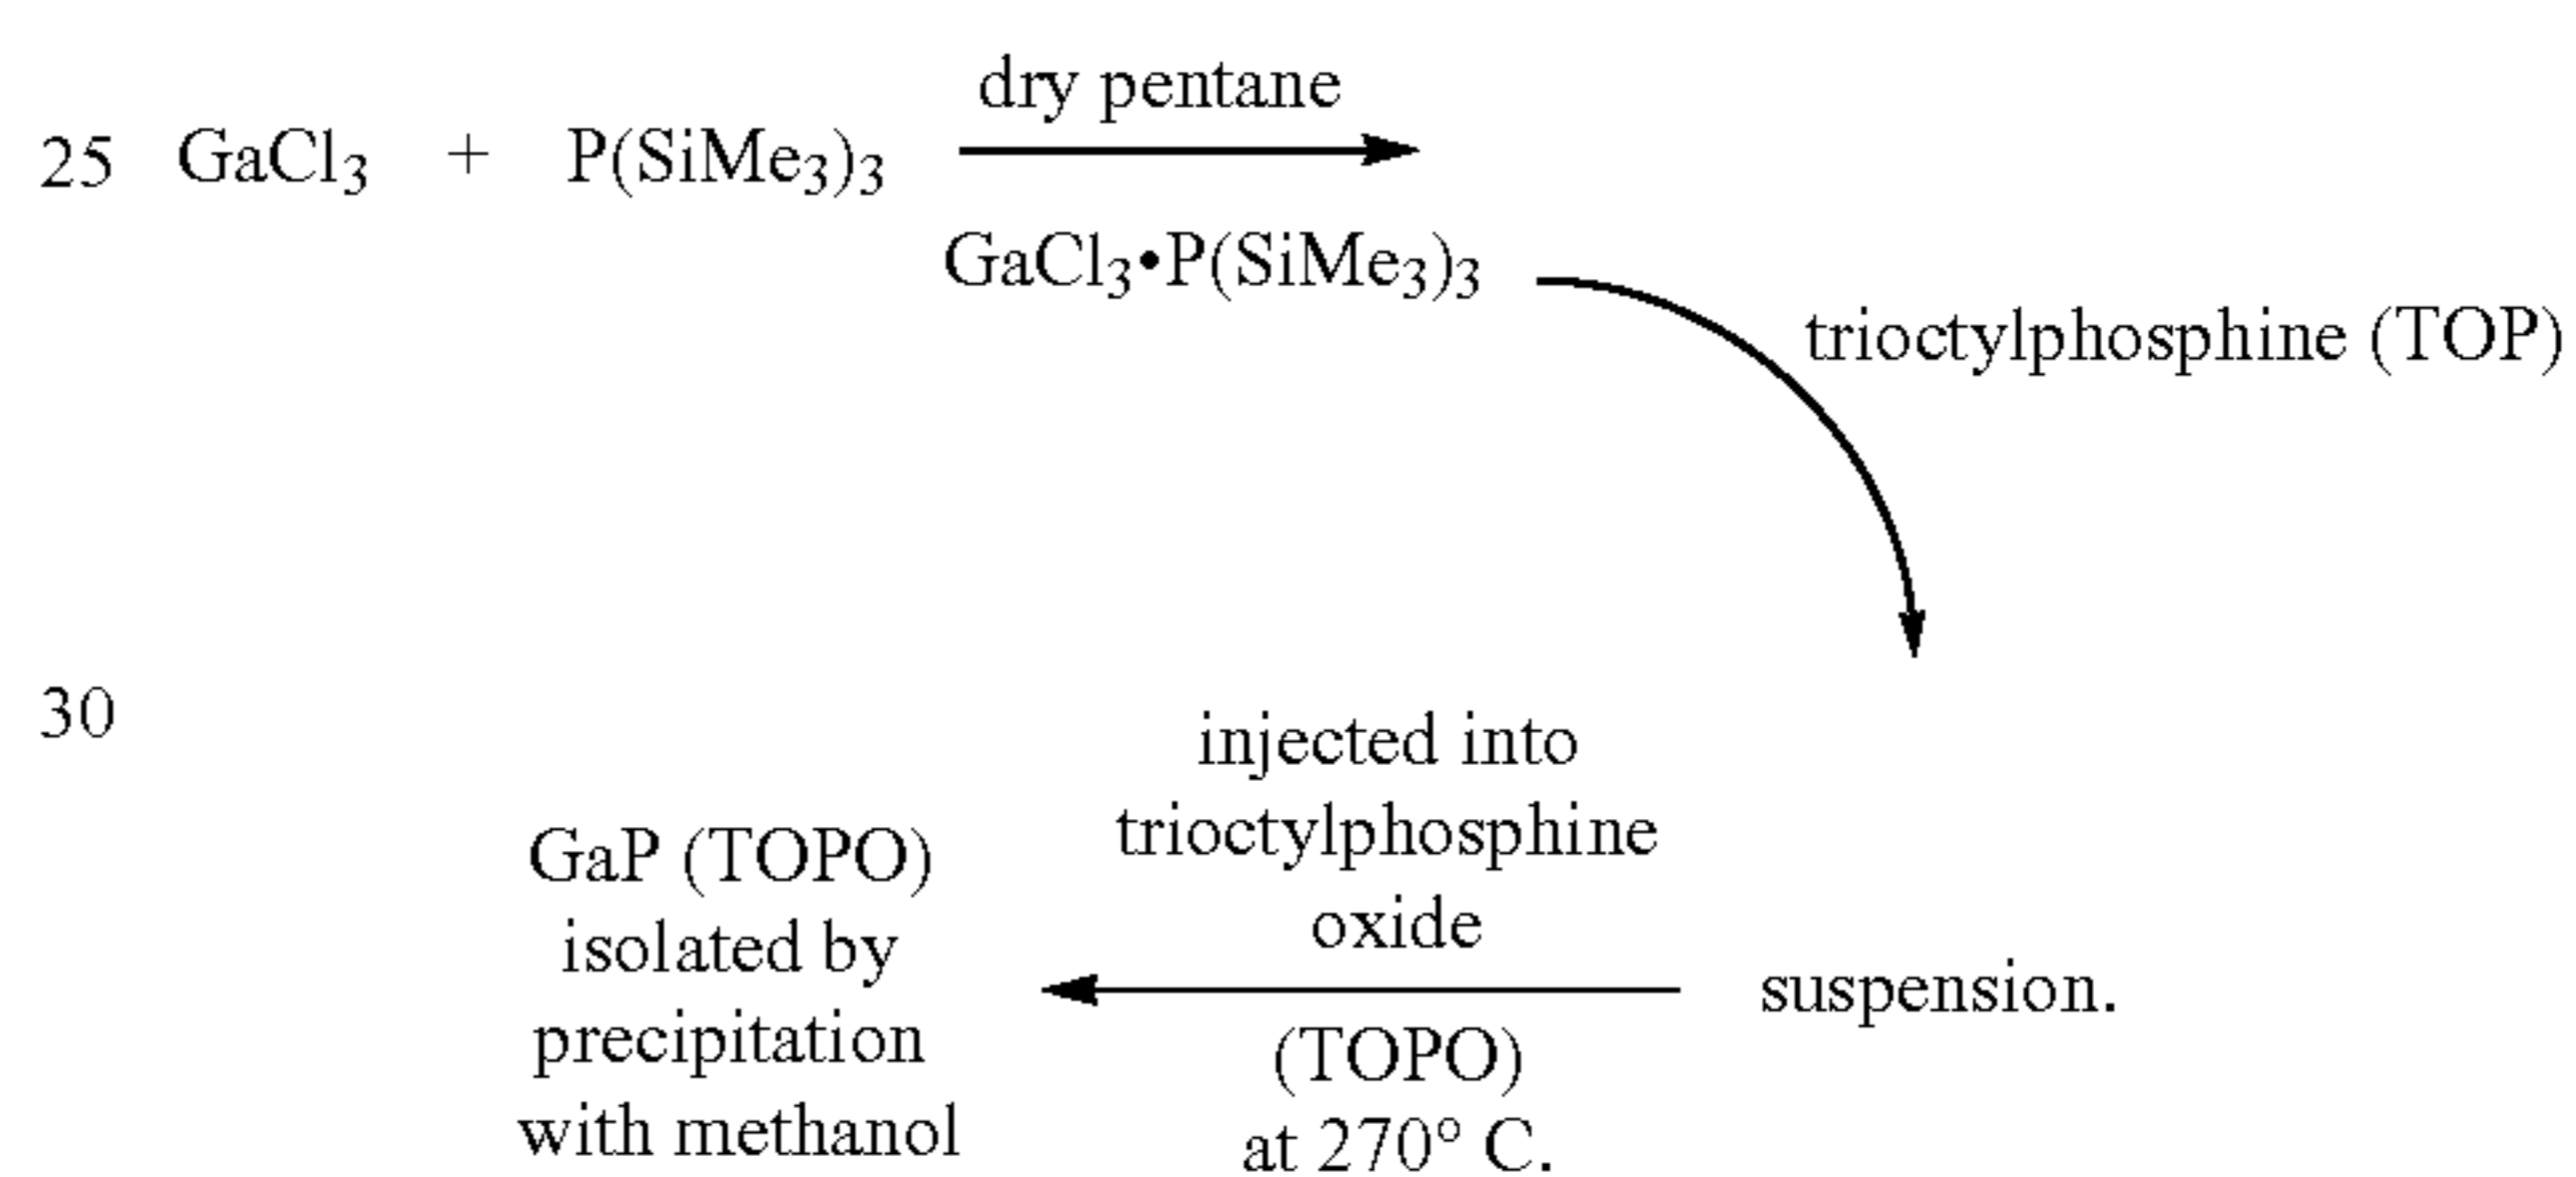 dry pentane
25 GaCl₃ + P(SiMe₃)₃
GaCl₃•P(SiMe₃)₃
trioctylphosphine (TOP)
30
suspension.
injected into
trioctylphosphine
oxide
(TOPO)
at 270° C.
GaP (TOPO)
isolated by
precipitation
with methanol